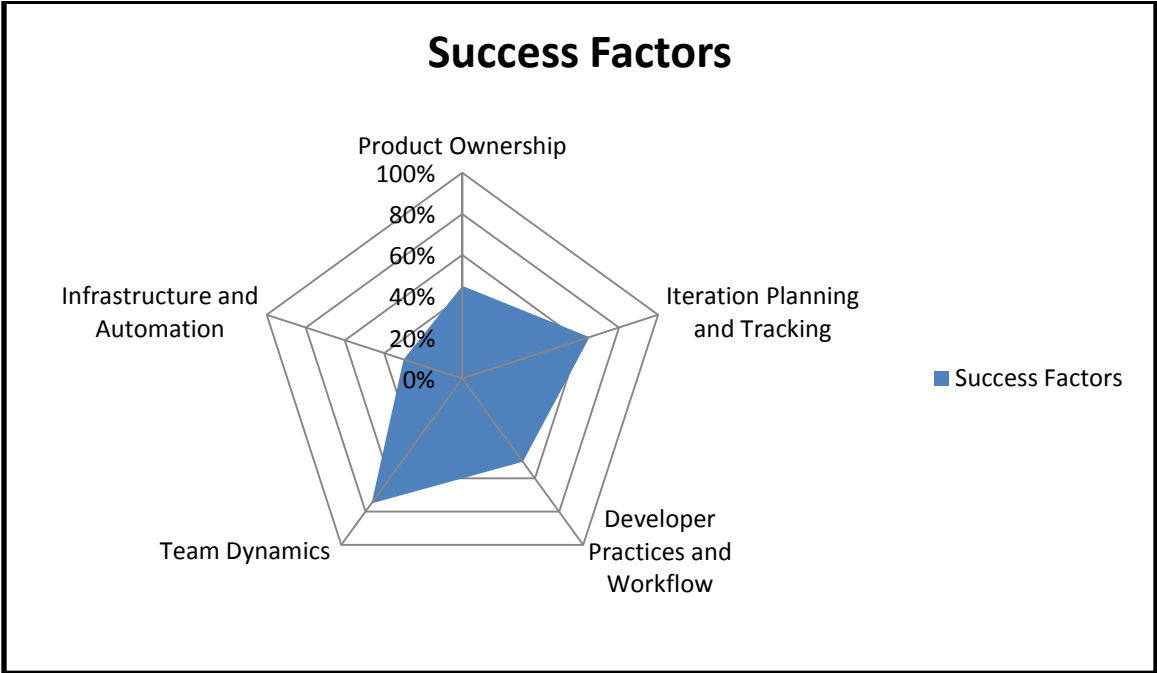 Success Factors
Product Ownership
100%
80%
60%
40%
20%
0%
Iteration Planning
and Tracking
Developer
Practices and
Workflow
Team Dynamics
Infrastructure and
Automation
Success Factors